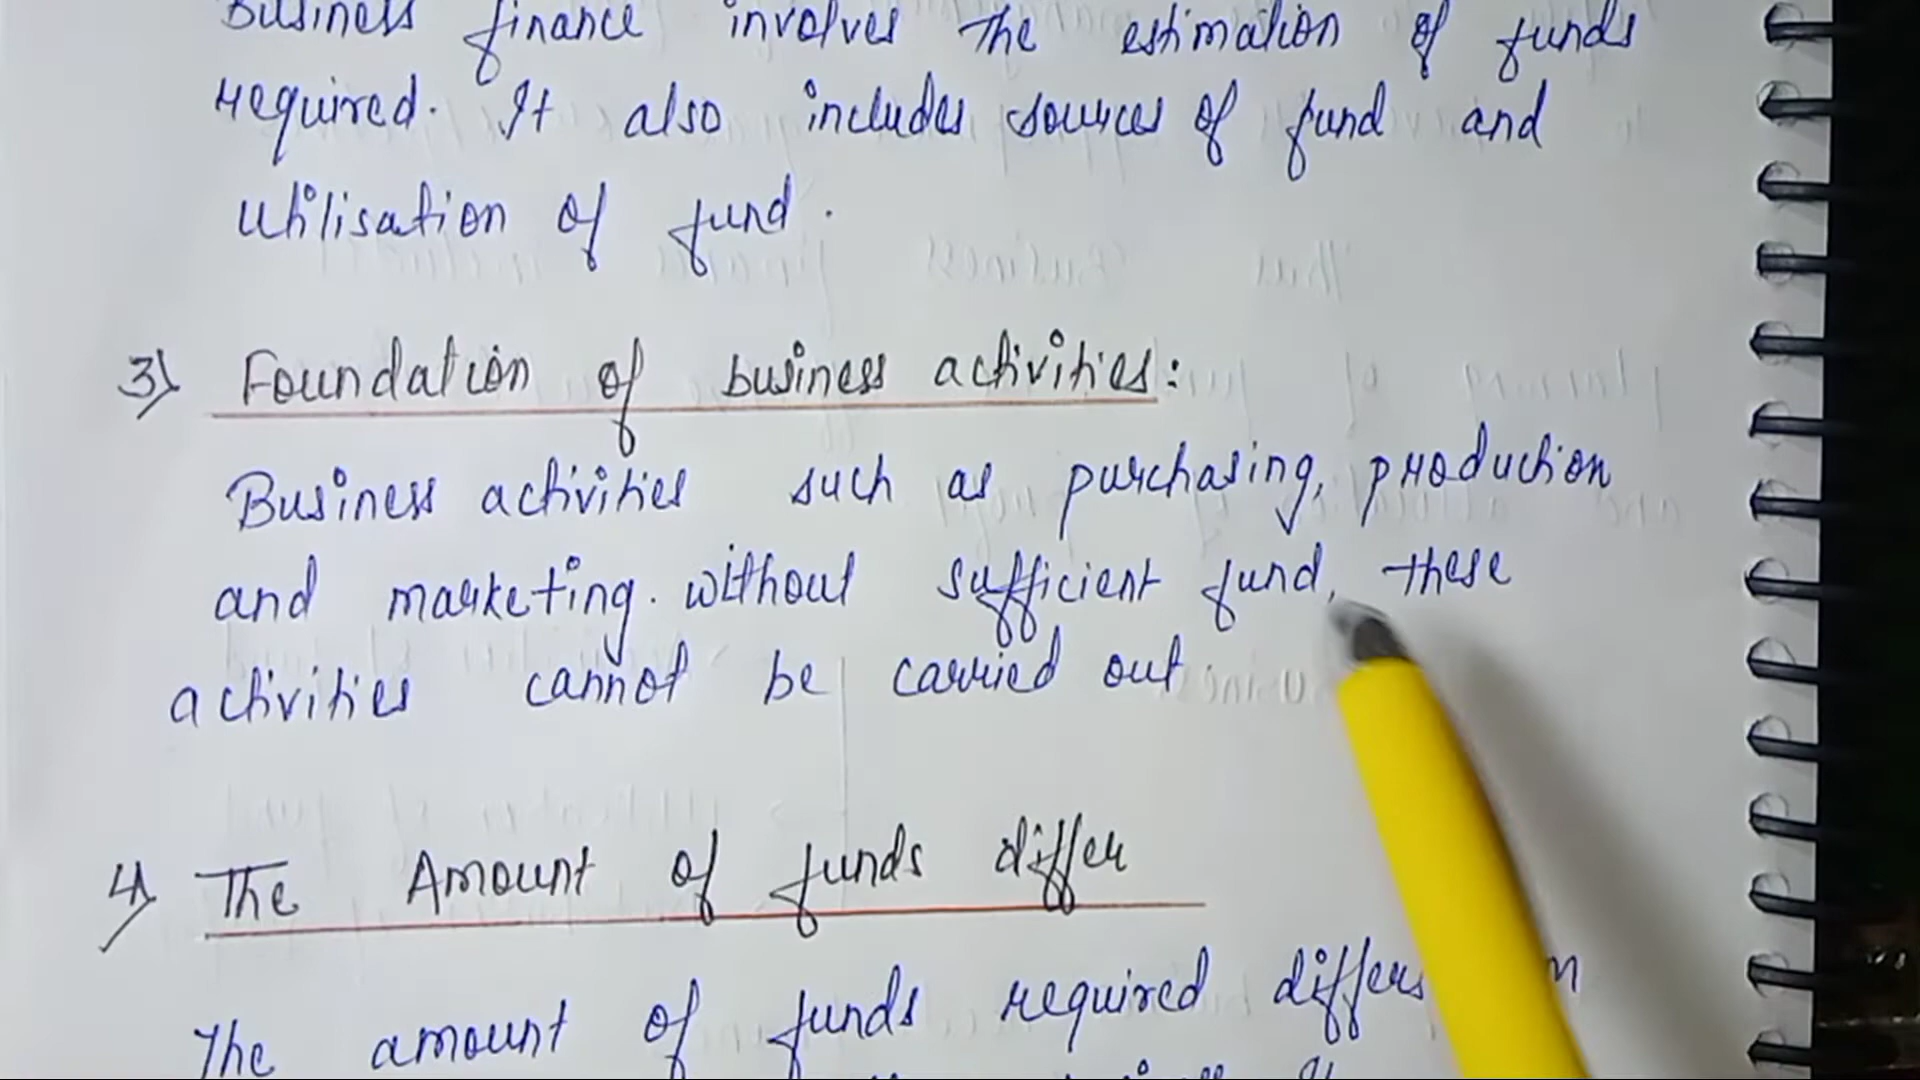 Business finance involves the estimation of funds
required. It also includes sources of fund and
utilisation of fund.
3) Foundation of business activities:
Business activities such as purchasing, production
and marketing. without sufficient fund, these
activities cannot be carried out
4) The Amount of funds differ
The amount of funds required differs